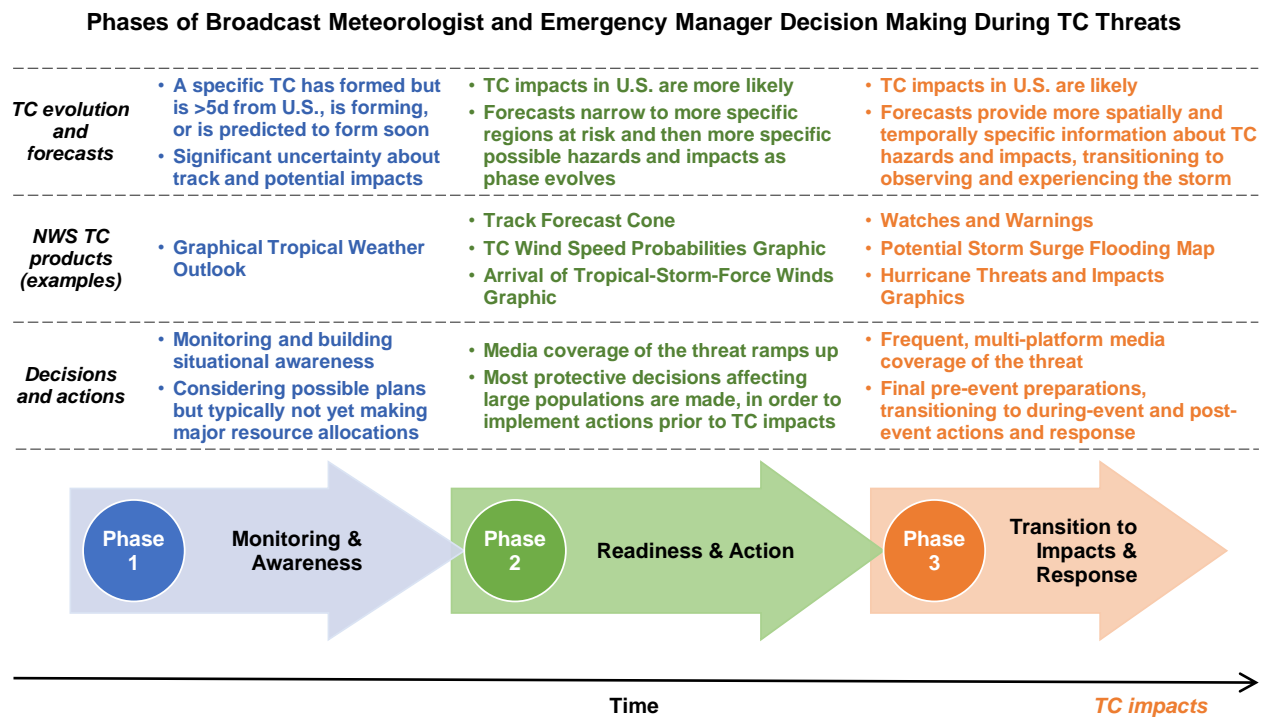 Phases of Broadcast Meteorologist and Emergency Manager Decision Making During TC Threats
TC evolution
and
forecasts
• A specific TC has formed but
is >5d from U.S., is forming,
or is predicted to form soon
• Significant uncertainty about
track and potential impacts
• TC impacts in U.S. are more likely
• Forecasts narrow to more specific
regions at risk and then more specific
possible hazards and impacts as
phase evolves
• TC impacts in U.S. are likely
• Forecasts provide more spatially and
temporally specific information about TC
hazards and impacts, transitioning to
observing and experiencing the storm
NWS TC
products
(examples)
• Graphical Tropical Weather
Outlook
• Track Forecast Cone
• TC Wind Speed Probabilities Graphic
• Arrival of Tropical-Storm-Force Winds
Graphic
• Watches and Warnings
• Potential Storm Surge Flooding Map
• Hurricane Threats and Impacts
Graphics
Decisions
and actions
• Monitoring and building
situational awareness
• Considering possible plans
but typically not yet making
major resource allocations
• Media coverage of the threat ramps up
• Most protective decisions affecting
large populations are made, in order to
implement actions prior to TC impacts
• Frequent, multi-platform media
coverage of the threat
• Final pre-event preparations,
transitioning to during-event and post-
event actions and response
Phase
1
Monitoring &
Awareness
Phase
2
Readiness & Action
Phase
3
Transition to
Impacts &
Response
Time
TC impacts